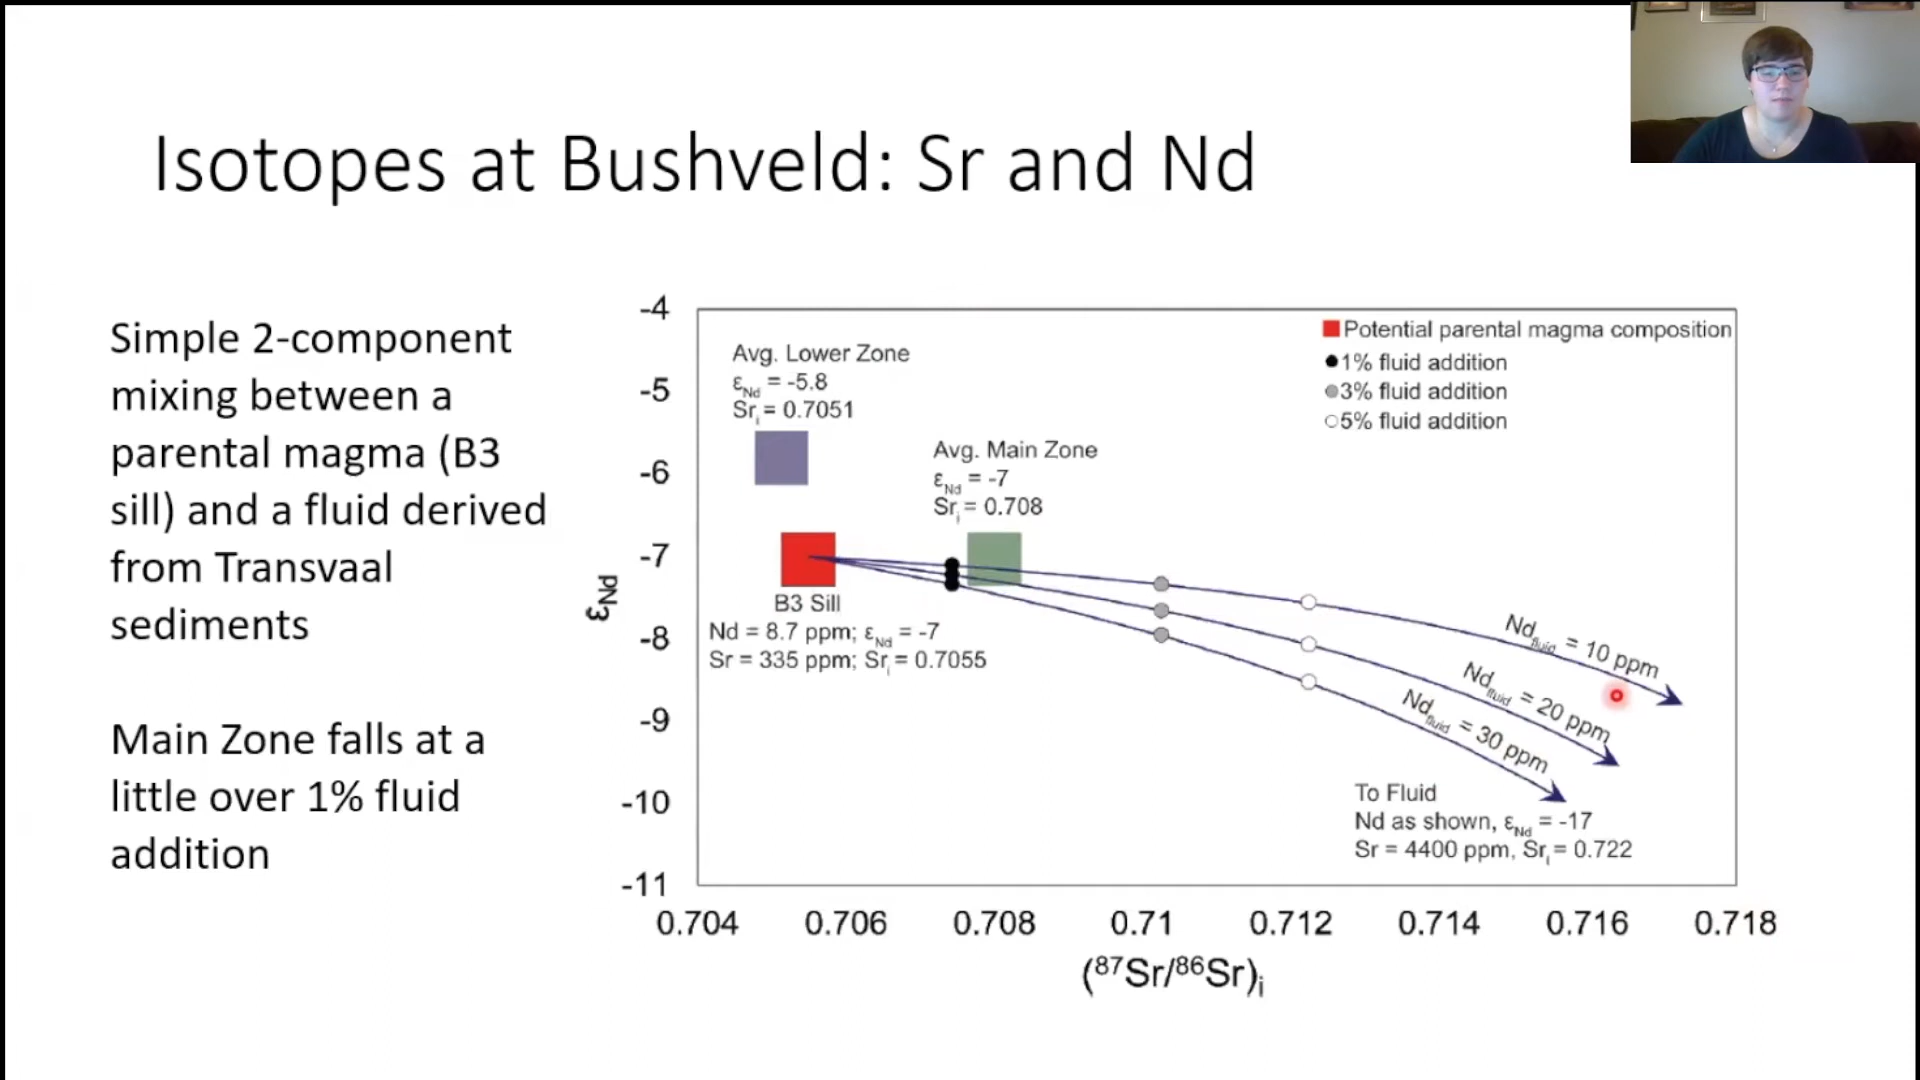 Isotopes at Bushveld: Sr and Nd
Simple 2-component
mixing between a
parental magma (B3
sill) and a fluid derived
from Transvaal
sediments
Main Zone falls at a
little over 1% fluid
addition
-4
-5
-6
-7
-8
-9
-10
-11
εNd
Avg. Lower Zone
εNd = -5.8
Sri = 0.7051
Avg. Main Zone
εNd = -7
Sri = 0.708
B3 Sill
Nd = 8.7 ppm; εNd = -7
Sr = 335 ppm; Sri = 0.7055
Potential parental magma composition
1% fluid addition
3% fluid addition
5% fluid addition
Ndfluid = 10 ppm
Ndfluid = 20 ppm
Ndfluid = 30 ppm
To Fluid
Nd as shown, εNd = -17
Sr = 4400 ppm, Sri = 0.722
0.704 0.706 0.708 0.71 0.712 0.714 0.716 0.718
(87Sr/86Sr)i